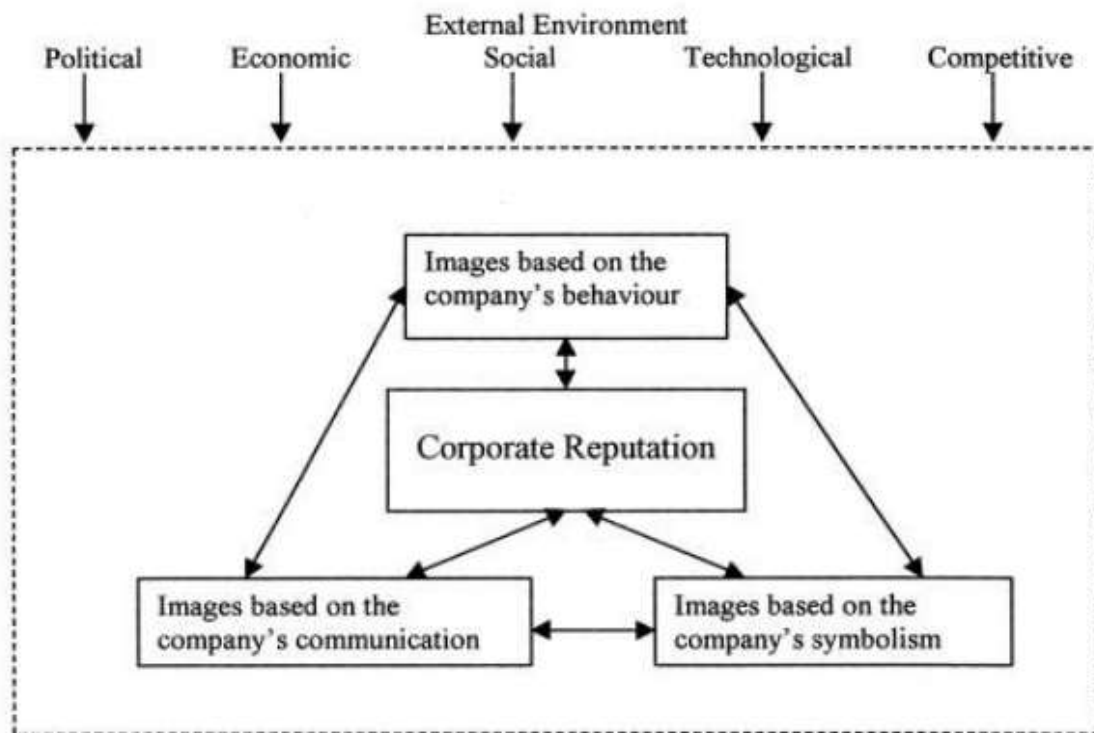 External Environment
Political Economic Social Technological Competitive
Images based on the
company's behaviour
Corporate Reputation
Images based on the
company's communication
Images based on the
company's symbolism